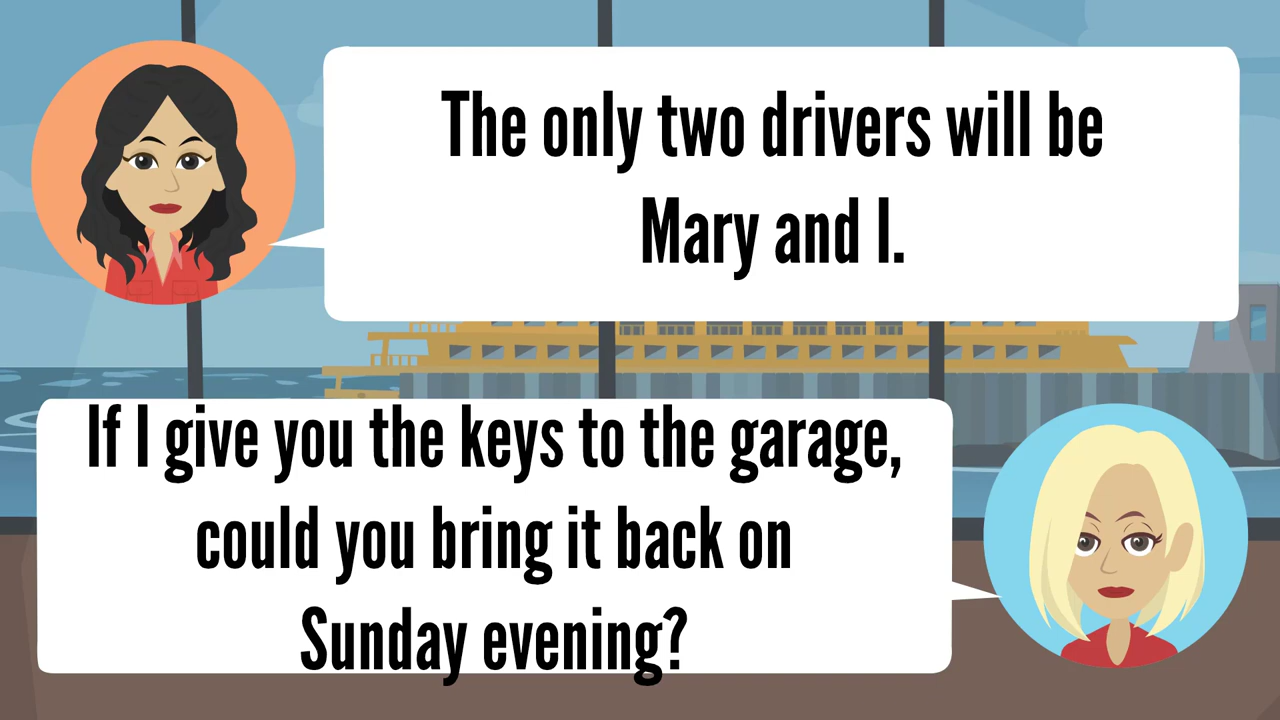 The only two drivers will be
Mary and I.
If I give you the keys to the garage,
could you bring it back on
Sunday evening?